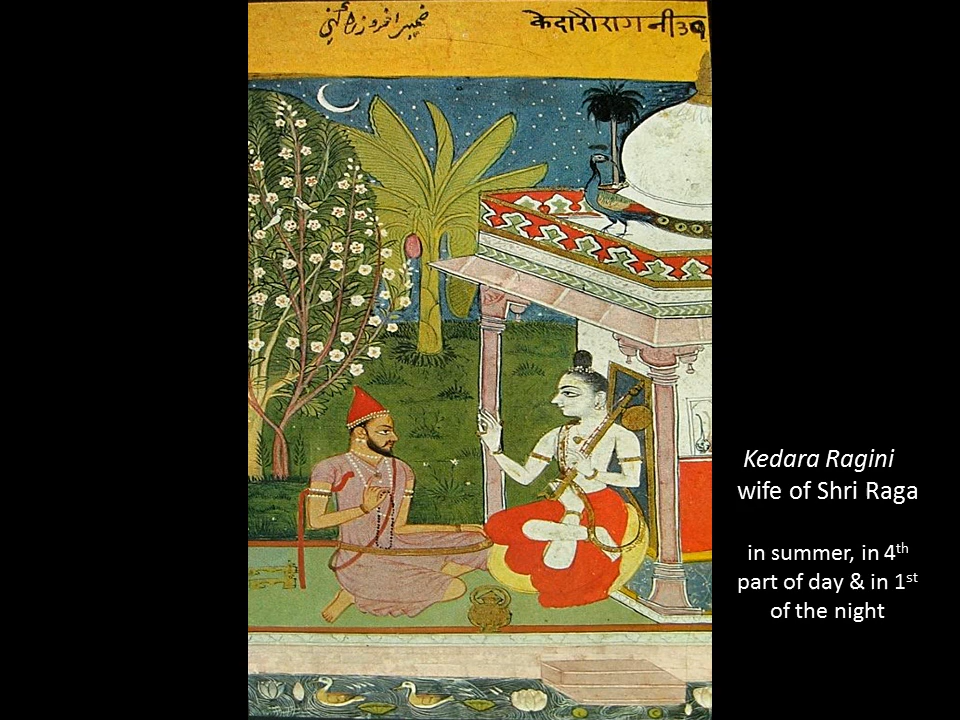 केदारौरागनी३१
Kedara Ragini
wife of Shri Raga
in summer, in 4th
part of day & in 1st
of the night